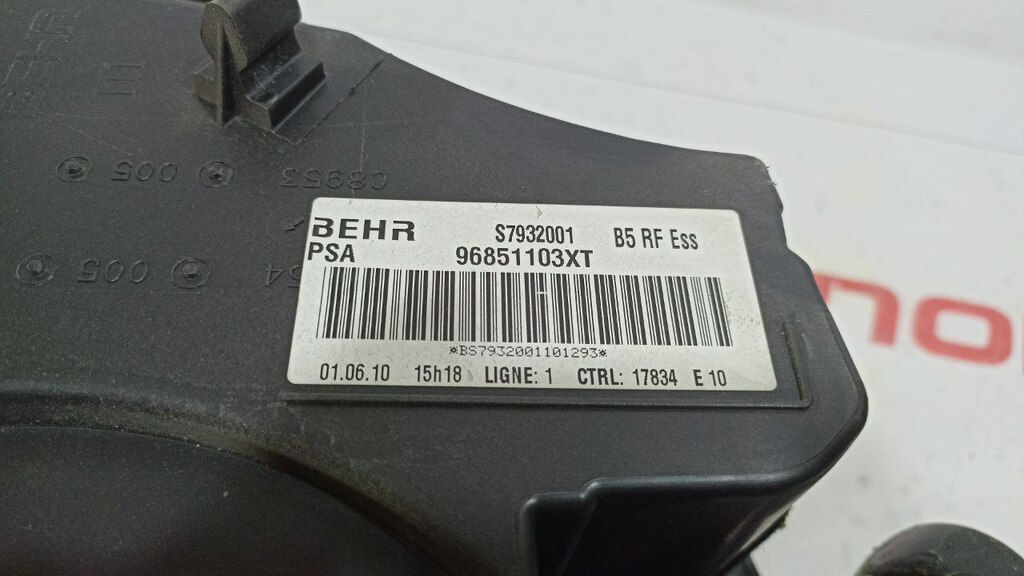 BEHR S7932001 B5 RF Ess
PSA 96851103XT
*BS7932001101293*
01.06.10 15h18 LIGNE: 1 CTRL: 17834 E 10
C8953 005
54 005